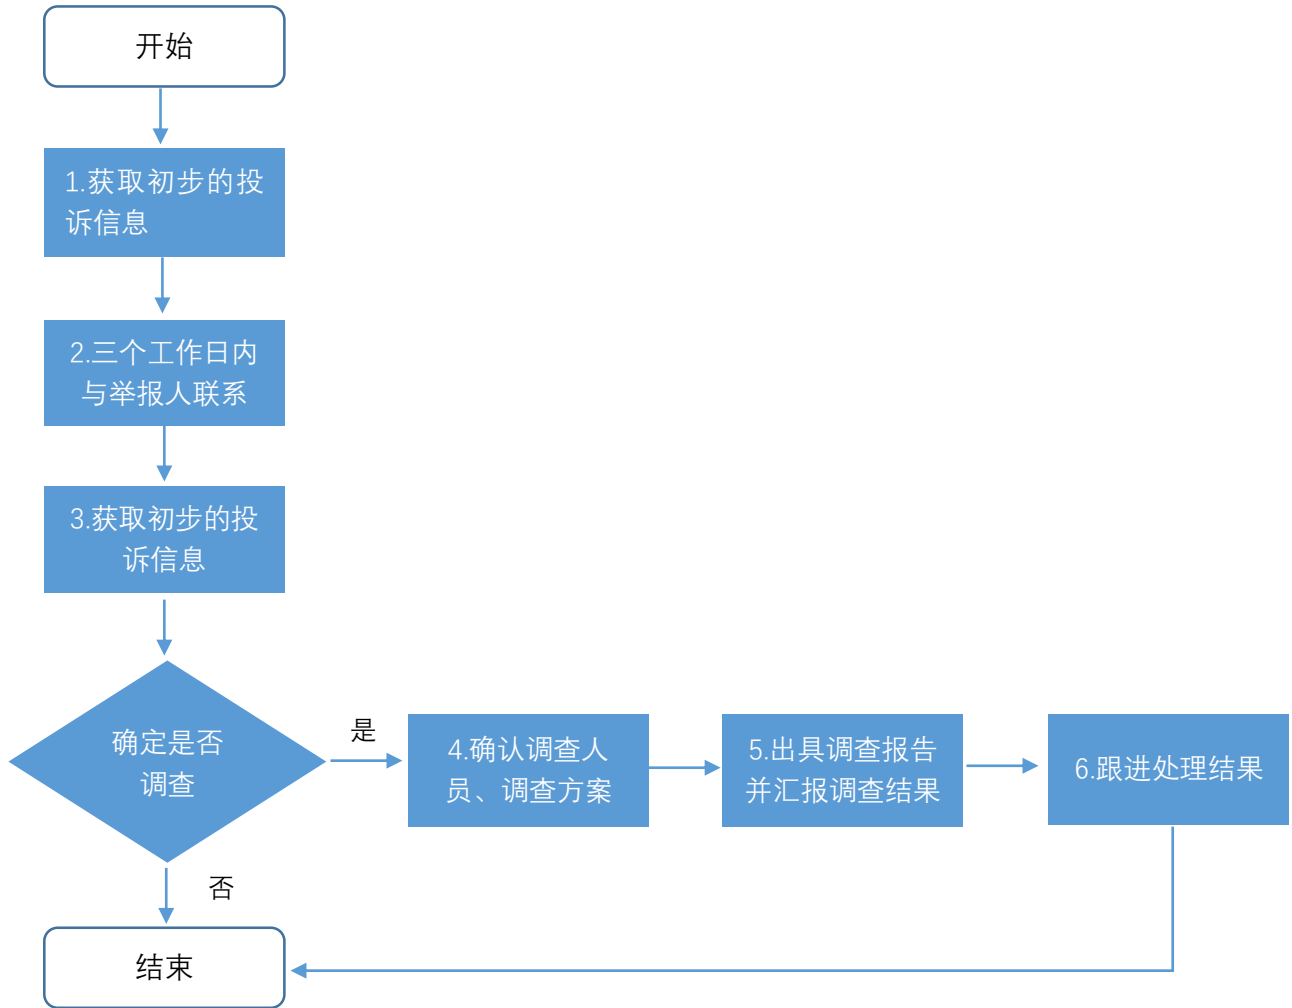 开始
1.获取初步的投
诉信息
2.三个工作日内
与举报人联系
3.获取初步的投
诉信息
确定是否
调查
是
4.确认调查人
员、调查方案
5.出具调查报告
并汇报调查结果
6.跟进处理结果
否
结束